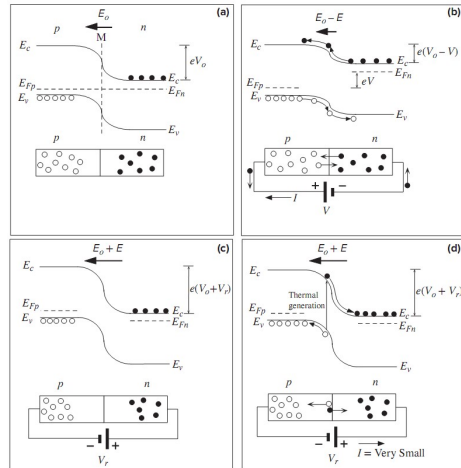 (a)
E_o
p
M
n
E_c
eV_o
E_c
E_Fp
E_Fn
E_v
E_v
p
n
(b)
E_o – E
E_c
e(V_o – V)
E_c
E_Fn
E_Fp
eV
E_v
E_v
p
n
I
+
–
V
(c)
E_o + E
E_c
e(V_o + V_r)
E_c
E_Fp
E_Fn
E_v
E_v
p
n
– +
V_r
(d)
E_o + E
E_c
Thermal
generation
e(V_o + V_r)
E_c
E_Fp
E_Fn
E_v
E_v
p
n
– +
V_r
I = Very Small